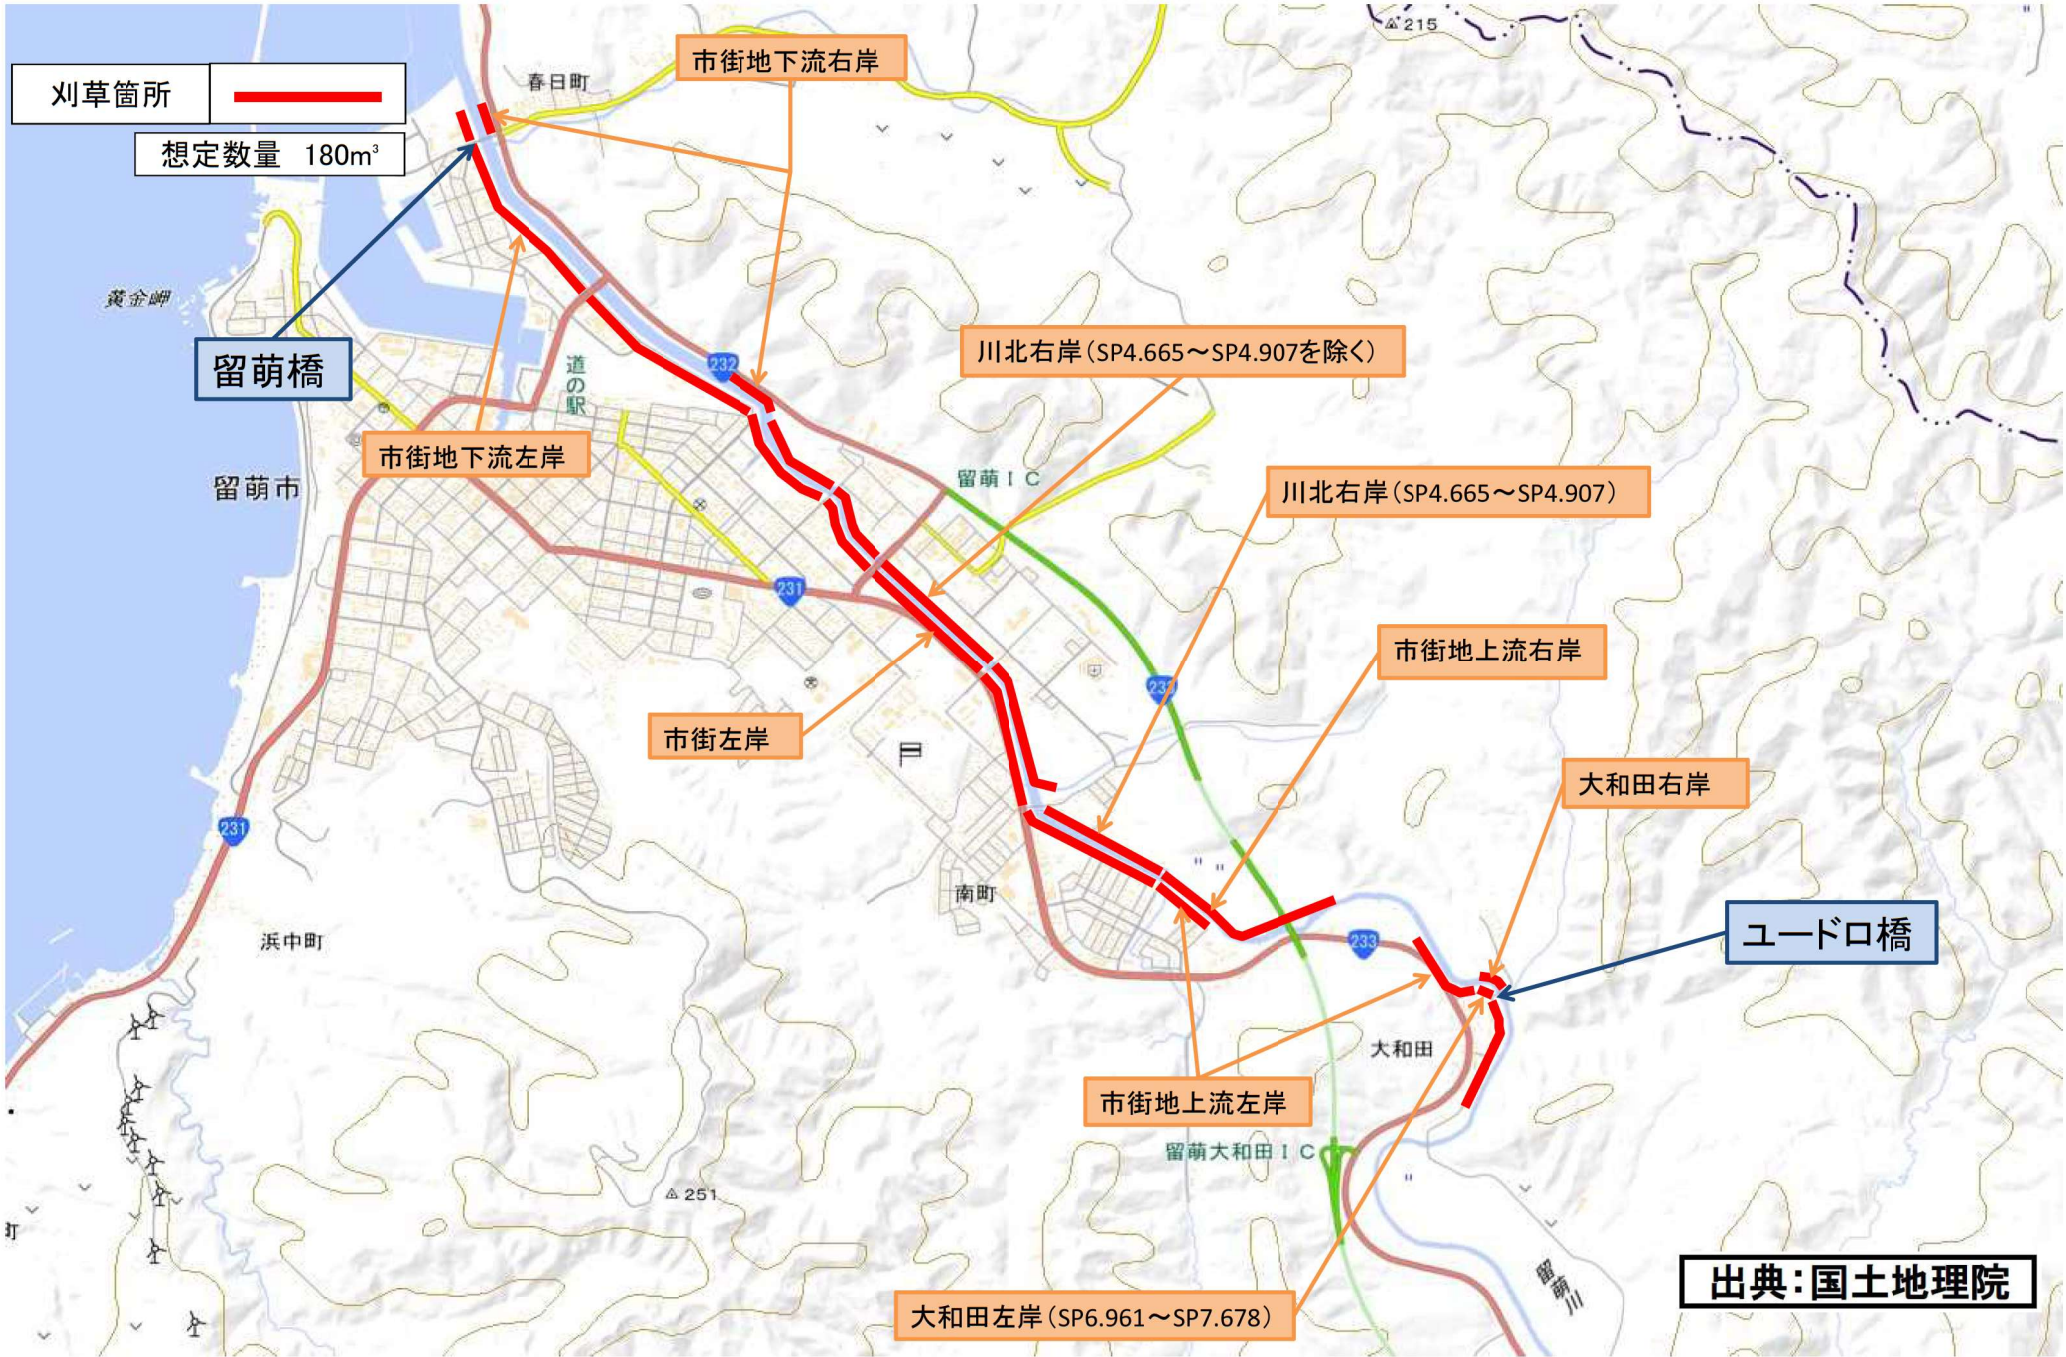 215
市街地下流右岸
春日町
刈草箇所
想定数量 180m³
黄金岬
留萌橋
道の駅
232
川北右岸(SP4.665~SP4.907を除く)
市街地下流左岸
留萌市
留萌IC
川北右岸(SP4.665~SP4.907)
231
市街地上流右岸
市街左岸
大和田右岸
231
南町
浜中町
233
ユードロ橋
大和田
市街地上流左岸
留萌大和田IC
251
町
留萌川
大和田左岸(SP6.961~SP7.678)
出典:国土地理院